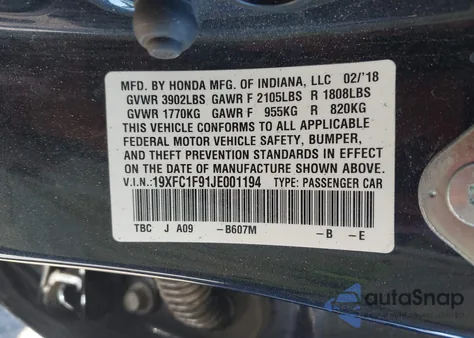 MFD. BY HONDA MFG. OF INDIANA, LLC 02/'18
GVWR 3902LBS GAWR F 2105LBS R 1808LBS
GVWR 1770KG GAWR F 955KG R 820KG
THIS VEHICLE CONFORMS TO ALL APPLICABLE
FEDERAL MOTOR VEHICLE SAFETY, BUMPER,
AND THEFT PREVENTION STANDARDS IN EFFECT
ON THE DATE OF MANUFACTURE SHOWN ABOVE.
V.I.N.: 19XFC1F91JE001194 TYPE: PASSENGER CAR
TBC J A09 -B607M -B -E
autoSnap